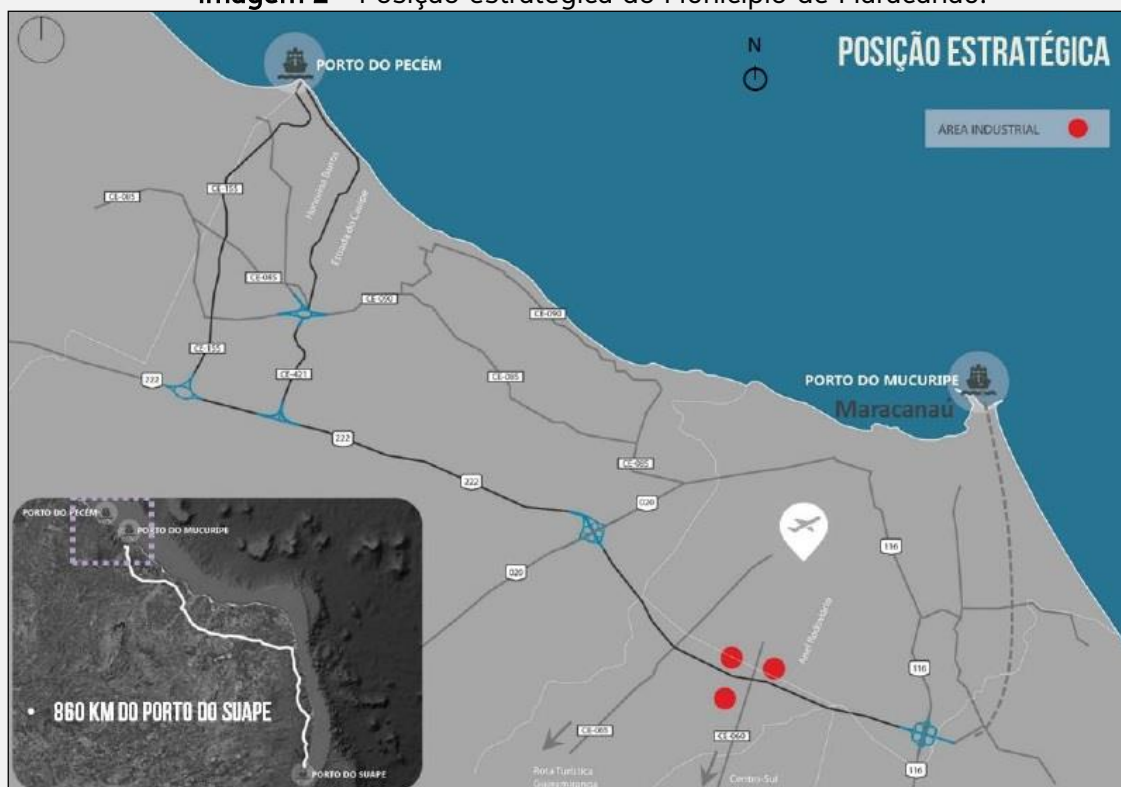 Imagem 2 – Posição estratégica do Município de Maracanaú.
POSIÇÃO ESTRATÉGICA
N
PORTO DO PECÉM
ÁREA INDUSTRIAL
CE-085
CE-155
Estrada do Cauipe
CE-085
CE-090
CE-090
CE-155
CE-421
222
CE-085
222
222
PORTO DO MUCURIPE
Maracanaú
CE-085
020
020
116
116
116
Anel Rodoviário
CE-065
CE-060
Rota Turística
Centro-Sul
PORTO DO PECÉM
PORTO DO MUCURIPE
• 860 KM DO PORTO DO SUAPE
PORTO DO SUAPE